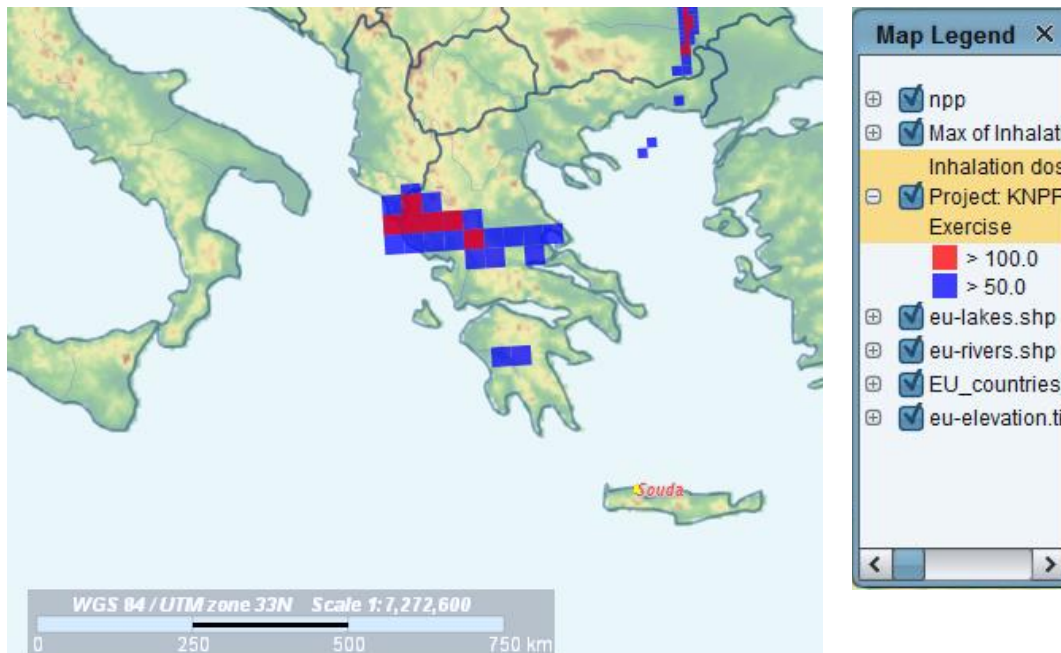 Souda
WGS 84 / UTM zone 33N Scale 1:7,272,600
0 250 500 750 km
Map Legend
npp
Max of Inhalat
Inhalation dos
Project: KNPP
Exercise
> 100.0
> 50.0
eu-lakes.shp
eu-rivers.shp
EU_countries
eu-elevation.ti